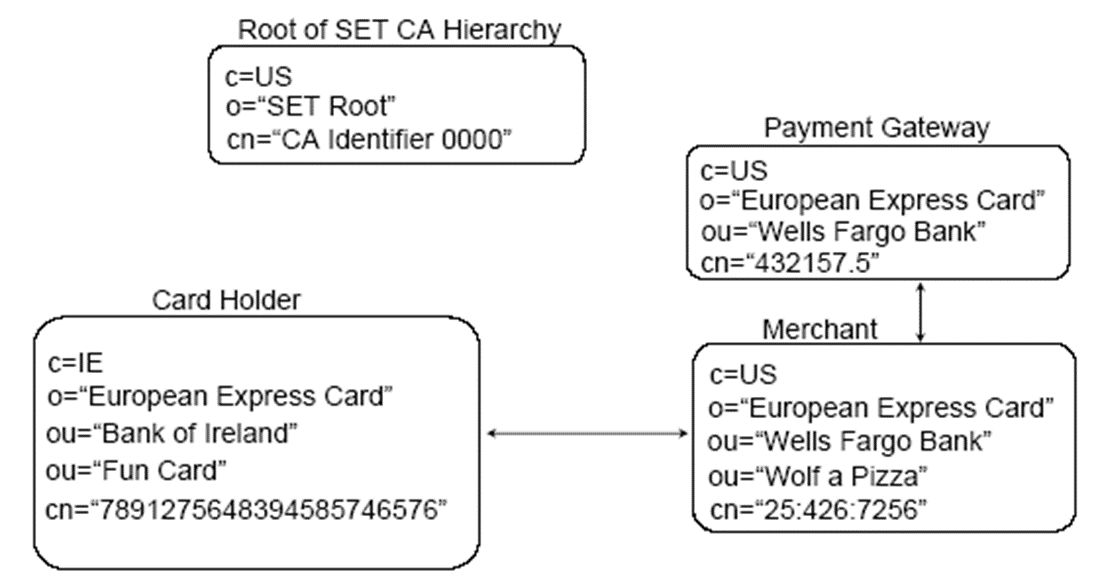 Root of SET CA Hierarchy
c=US
o=“SET Root”
cn=“CA Identifier 0000”
Payment Gateway
c=US
o=“European Express Card”
ou=“Wells Fargo Bank”
cn=“432157.5”
Card Holder
c=IE
o=“European Express Card”
ou=“Bank of Ireland”
ou=“Fun Card”
cn=“7891275648394585746576”
Merchant
c=US
o=“European Express Card”
ou=“Wells Fargo Bank”
ou=“Wolf a Pizza”
cn=“25:426:7256”